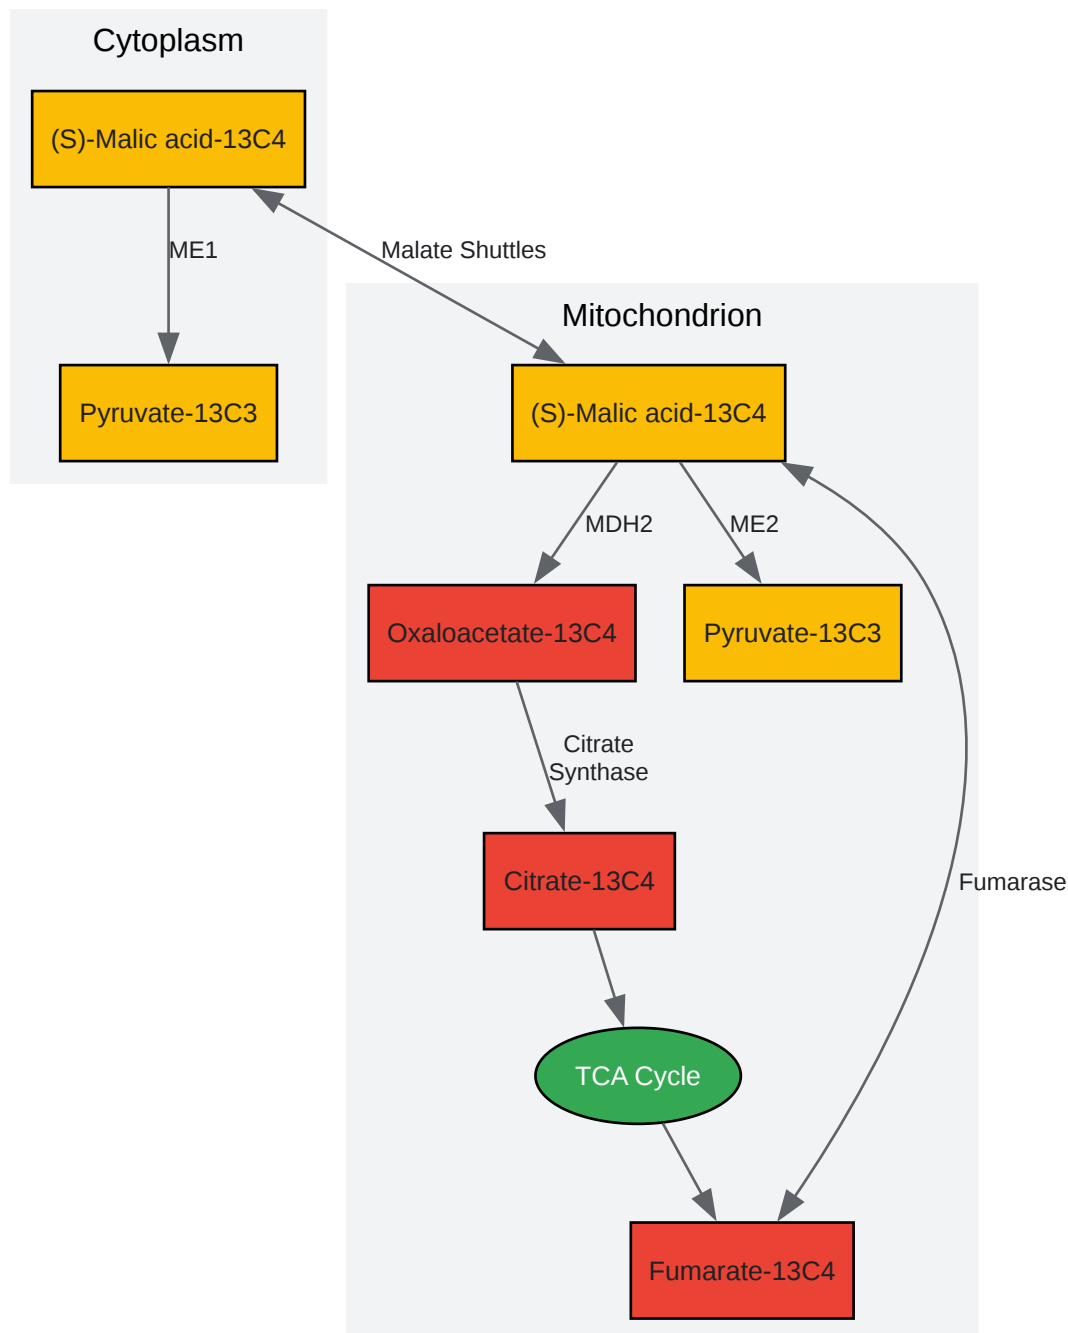 Cytoplasm
(S)-Malic acid-13C4
ME1
Malate Shuttles
Pyruvate-13C3
Mitochondrion
(S)-Malic acid-13C4
MDH2
ME2
Oxaloacetate-13C4
Pyruvate-13C3
Citrate
Synthase
Citrate-13C4
Fumarase
TCA Cycle
Fumarate-13C4